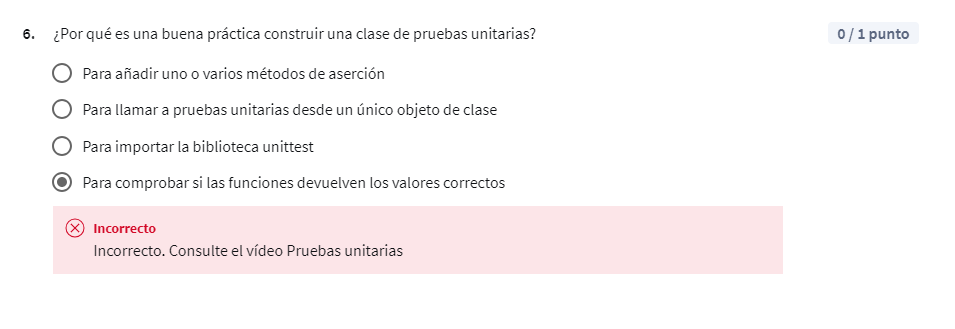 6. ¿Por qué es una buena práctica construir una clase de pruebas unitarias? 0 / 1 punto
Para añadir uno o varios métodos de aserción
Para llamar a pruebas unitarias desde un único objeto de clase
Para importar la biblioteca unittest
Para comprobar si las funciones devuelven los valores correctos
Incorrecto
Incorrecto. Consulte el vídeo Pruebas unitarias